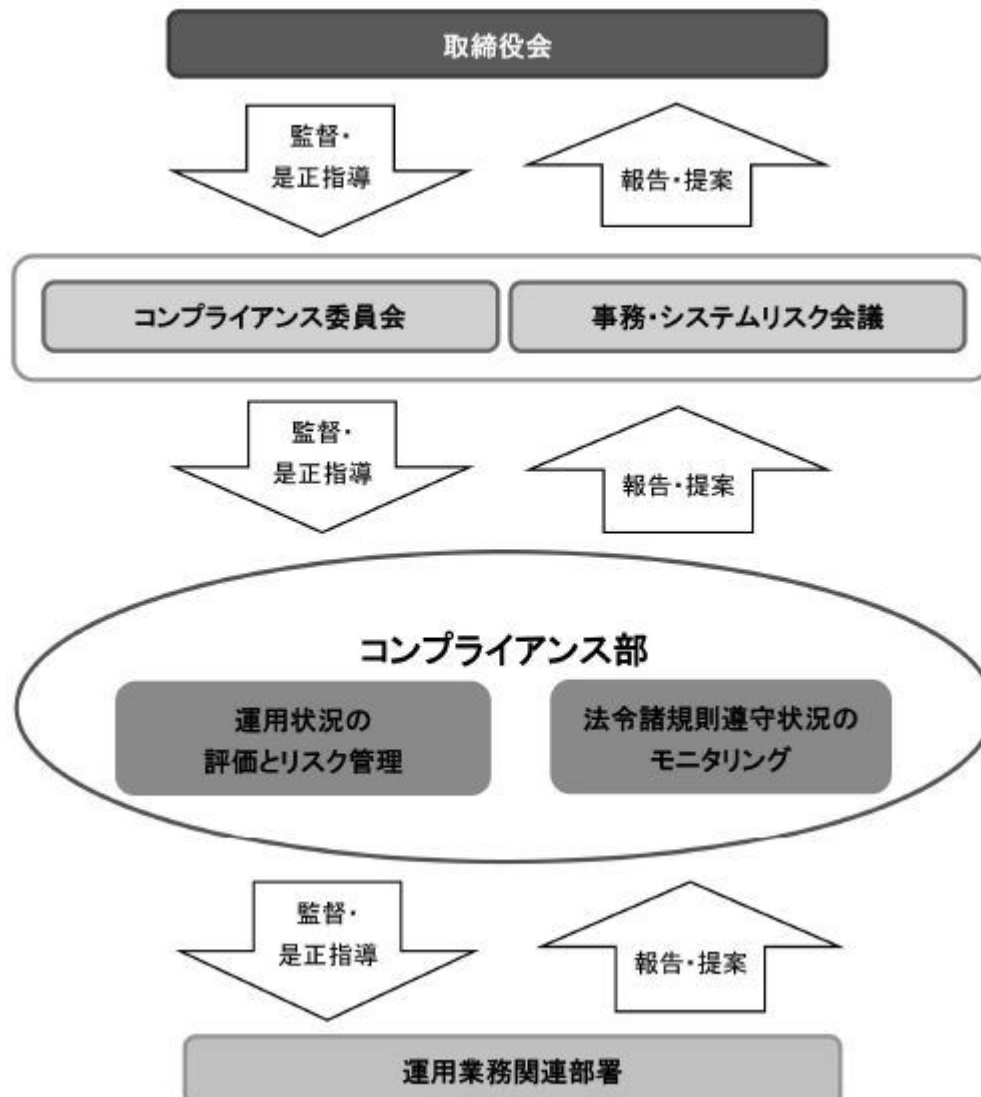 取締役会
監督・
是正指導
報告・提案
コンプライアンス委員会
事務・システムリスク会議
監督・
是正指導
報告・提案
コンプライアンス部
運用状況の
評価とリスク管理
法令諸規則遵守状況の
モニタリング
監督・
是正指導
報告・提案
運用業務関連部署